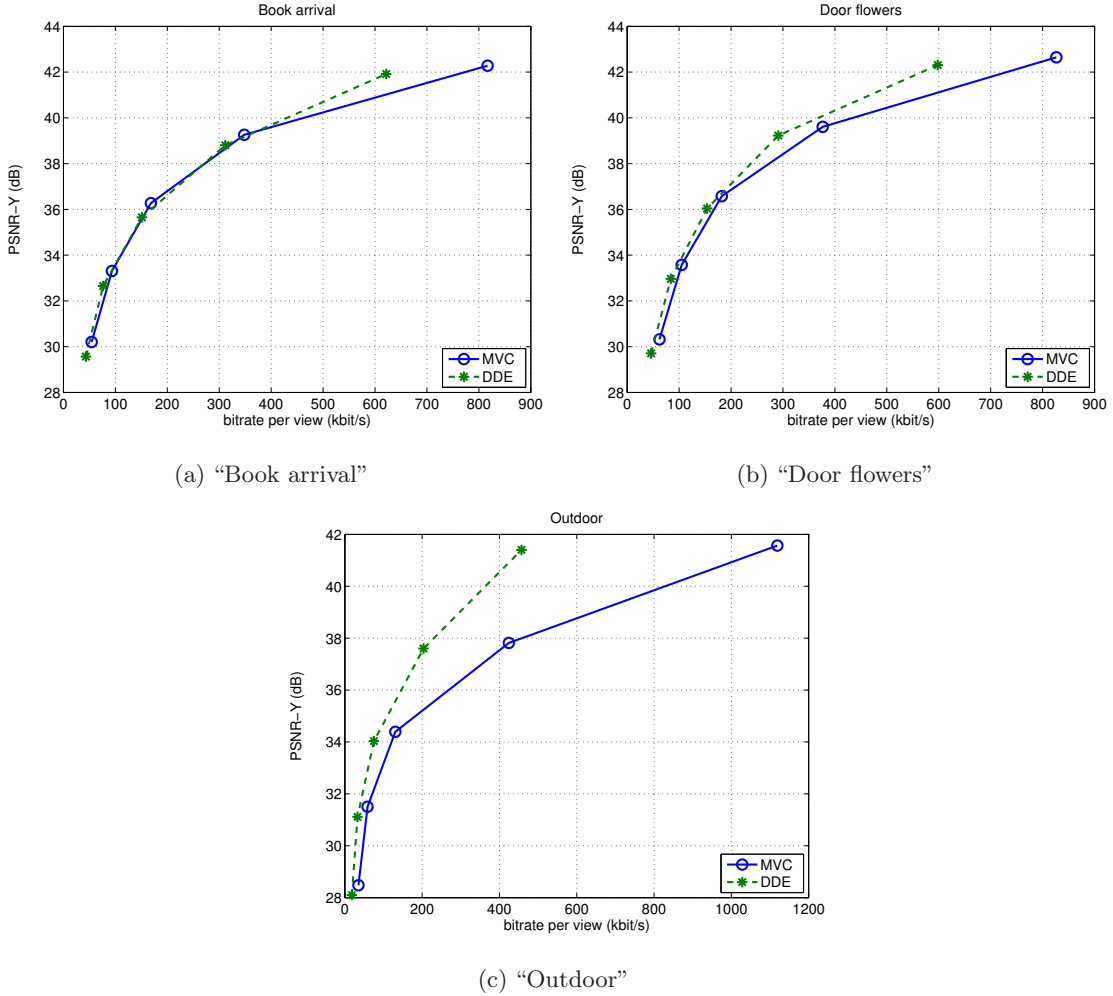 Book arrival
44
42
40
38
36
34
32
30
28
PSNR−Y (dB)
0 100 200 300 400 500 600 700 800 900
bitrate per view (kbit/s)
MVC
DDE
(a) “Book arrival”
Door flowers
44
42
40
38
36
34
32
30
28
PSNR−Y (dB)
0 100 200 300 400 500 600 700 800 900
bitrate per view (kbit/s)
MVC
DDE
(b) “Door flowers”
Outdoor
42
40
38
36
34
32
30
28
PSNR−Y (dB)
0 200 400 600 800 1000 1200
bitrate per view (kbit/s)
MVC
DDE
(c) “Outdoor”